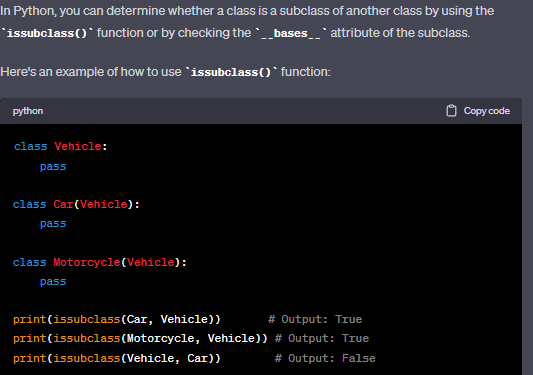 In Python, you can determine whether a class is a subclass of another class by using the
`issubclass()` function or by checking the `__bases__` attribute of the subclass.
Here's an example of how to use `issubclass()` function:
python Copy code
class Vehicle:
    pass
class Car(Vehicle):
    pass
class Motorcycle(Vehicle):
    pass
print(issubclass(Car, Vehicle))       # Output: True
print(issubclass(Motorcycle, Vehicle)) # Output: True
print(issubclass(Vehicle, Car))        # Output: False